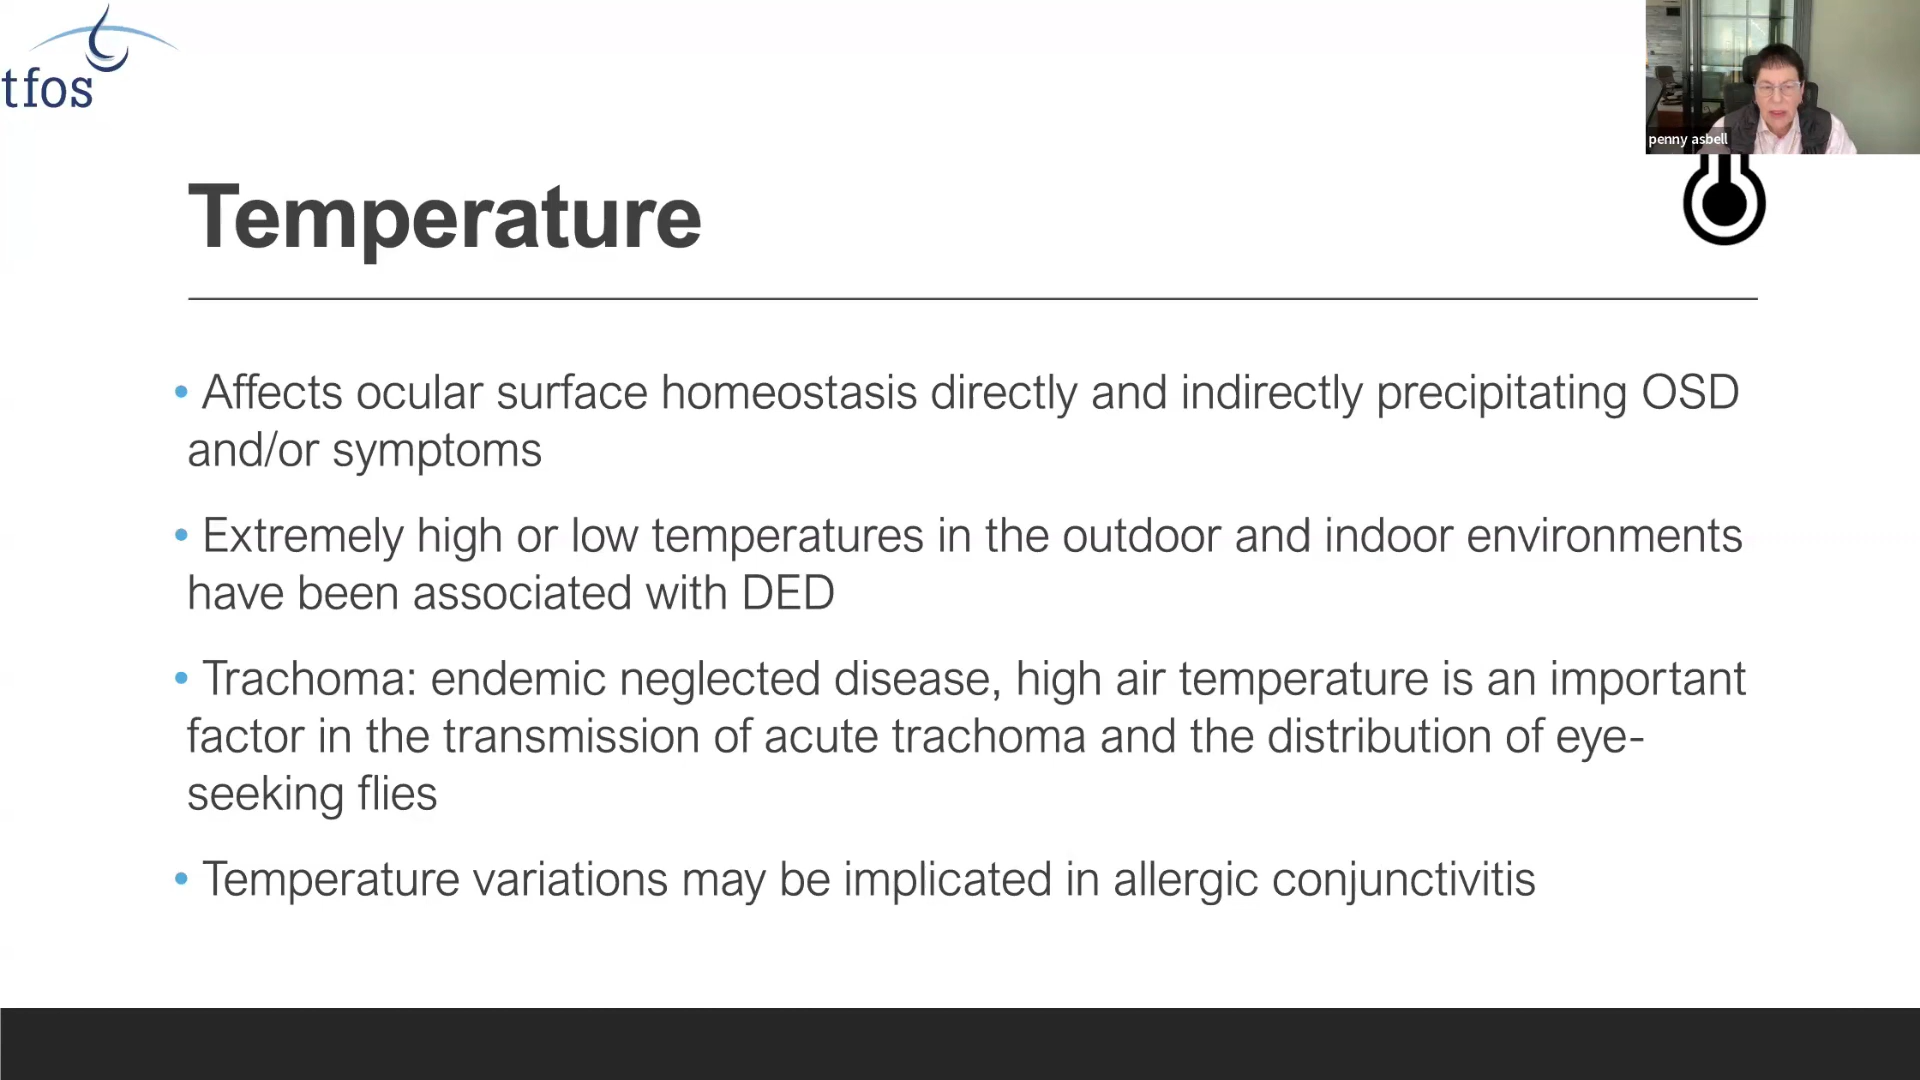 tfos
penny asbell
Temperature
• Affects ocular surface homeostasis directly and indirectly precipitating OSD
and/or symptoms
• Extremely high or low temperatures in the outdoor and indoor environments
have been associated with DED
• Trachoma: endemic neglected disease, high air temperature is an important
factor in the transmission of acute trachoma and the distribution of eye-
seeking flies
• Temperature variations may be implicated in allergic conjunctivitis